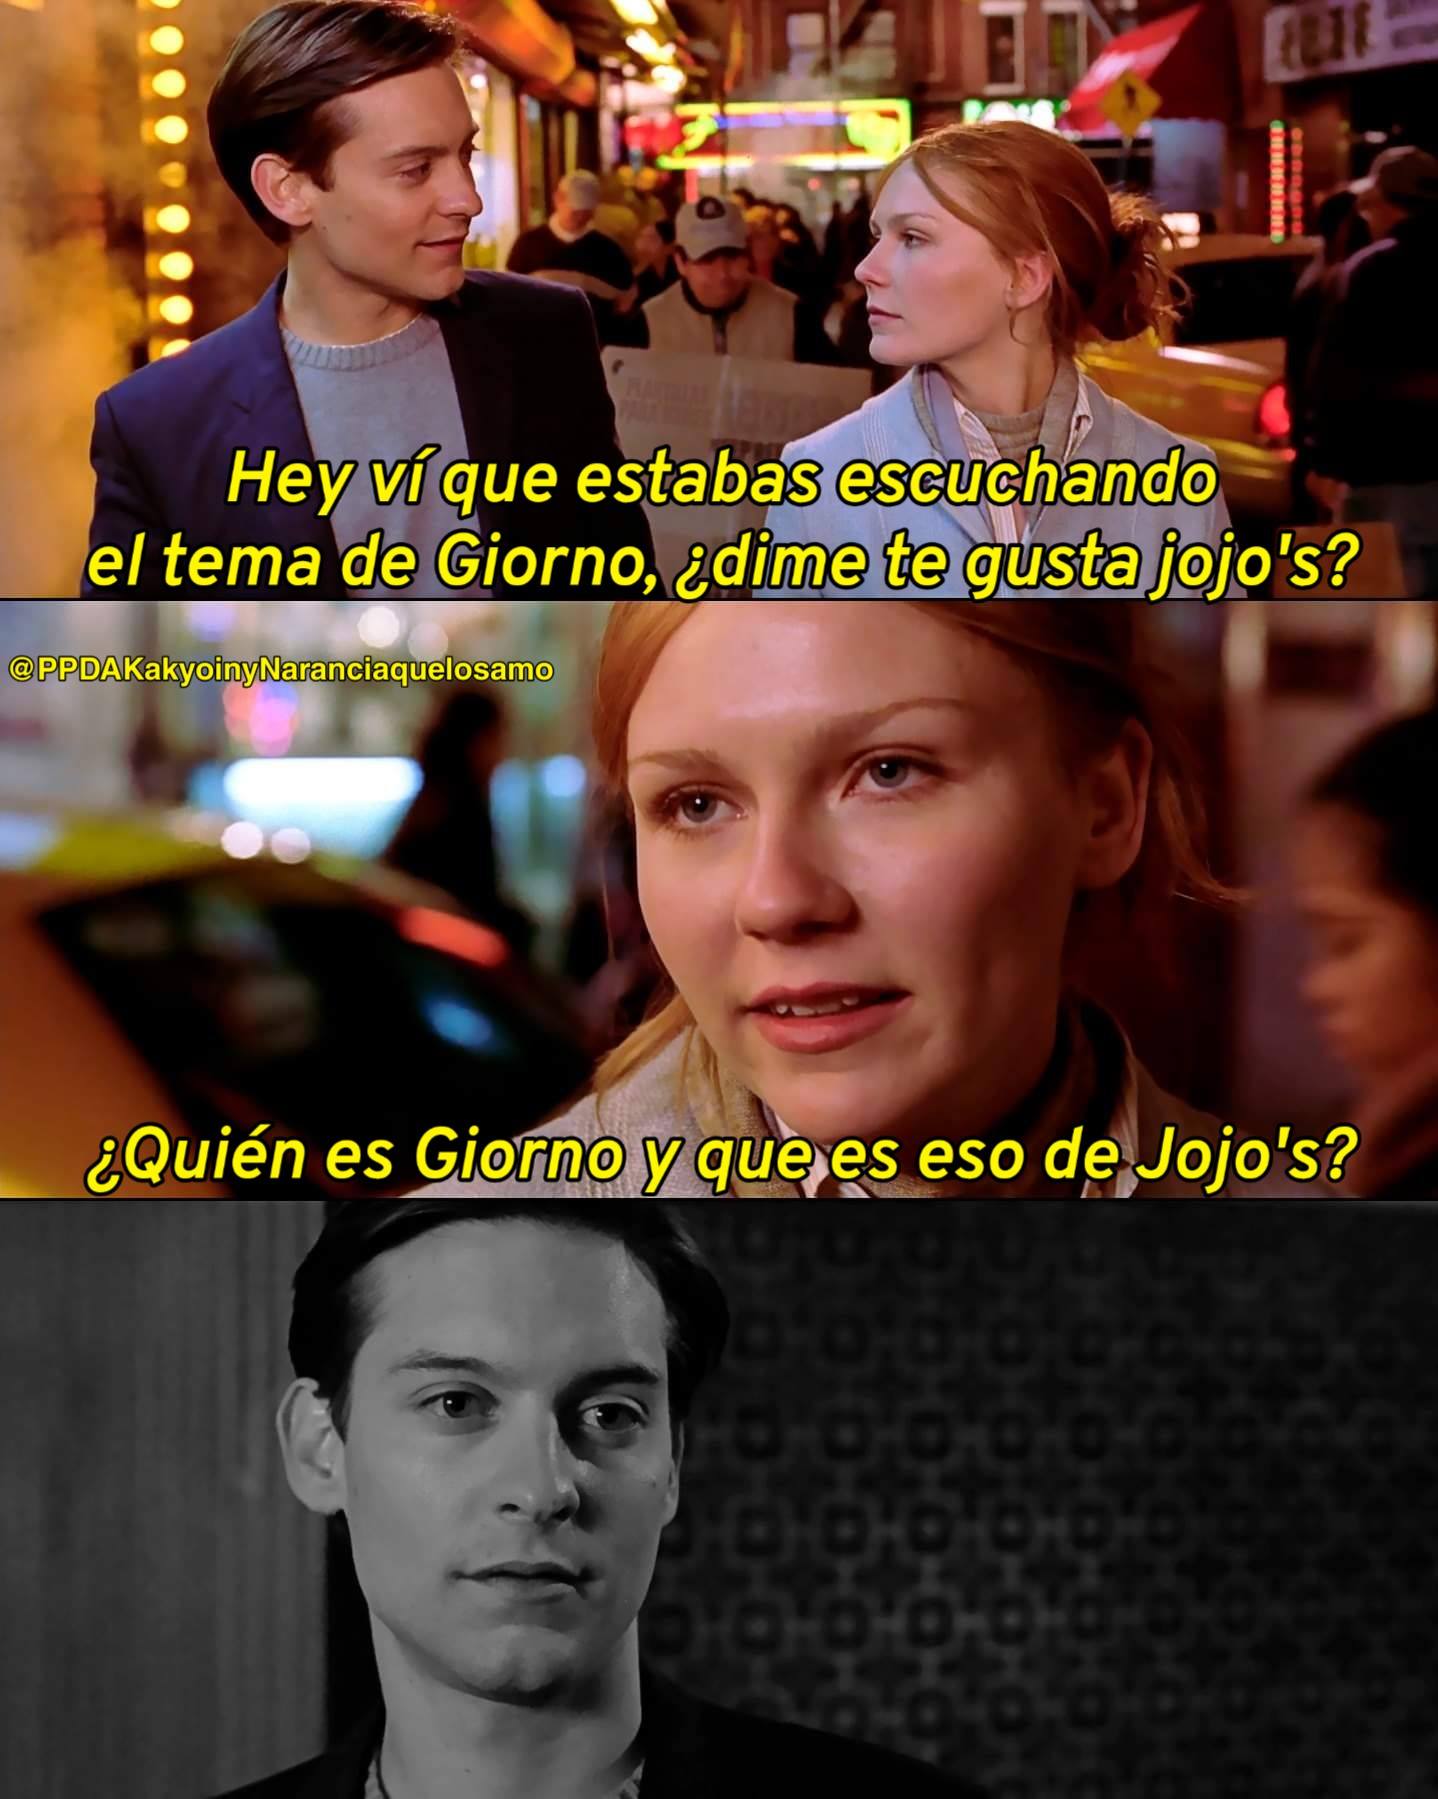 Hey ví que estabas escuchando
el tema de Giorno, ¿dime te gusta jojo's?
@PPDAKakyoinyNaranciaquelosamo
¿Quién es Giorno y que es eso de Jojo's?